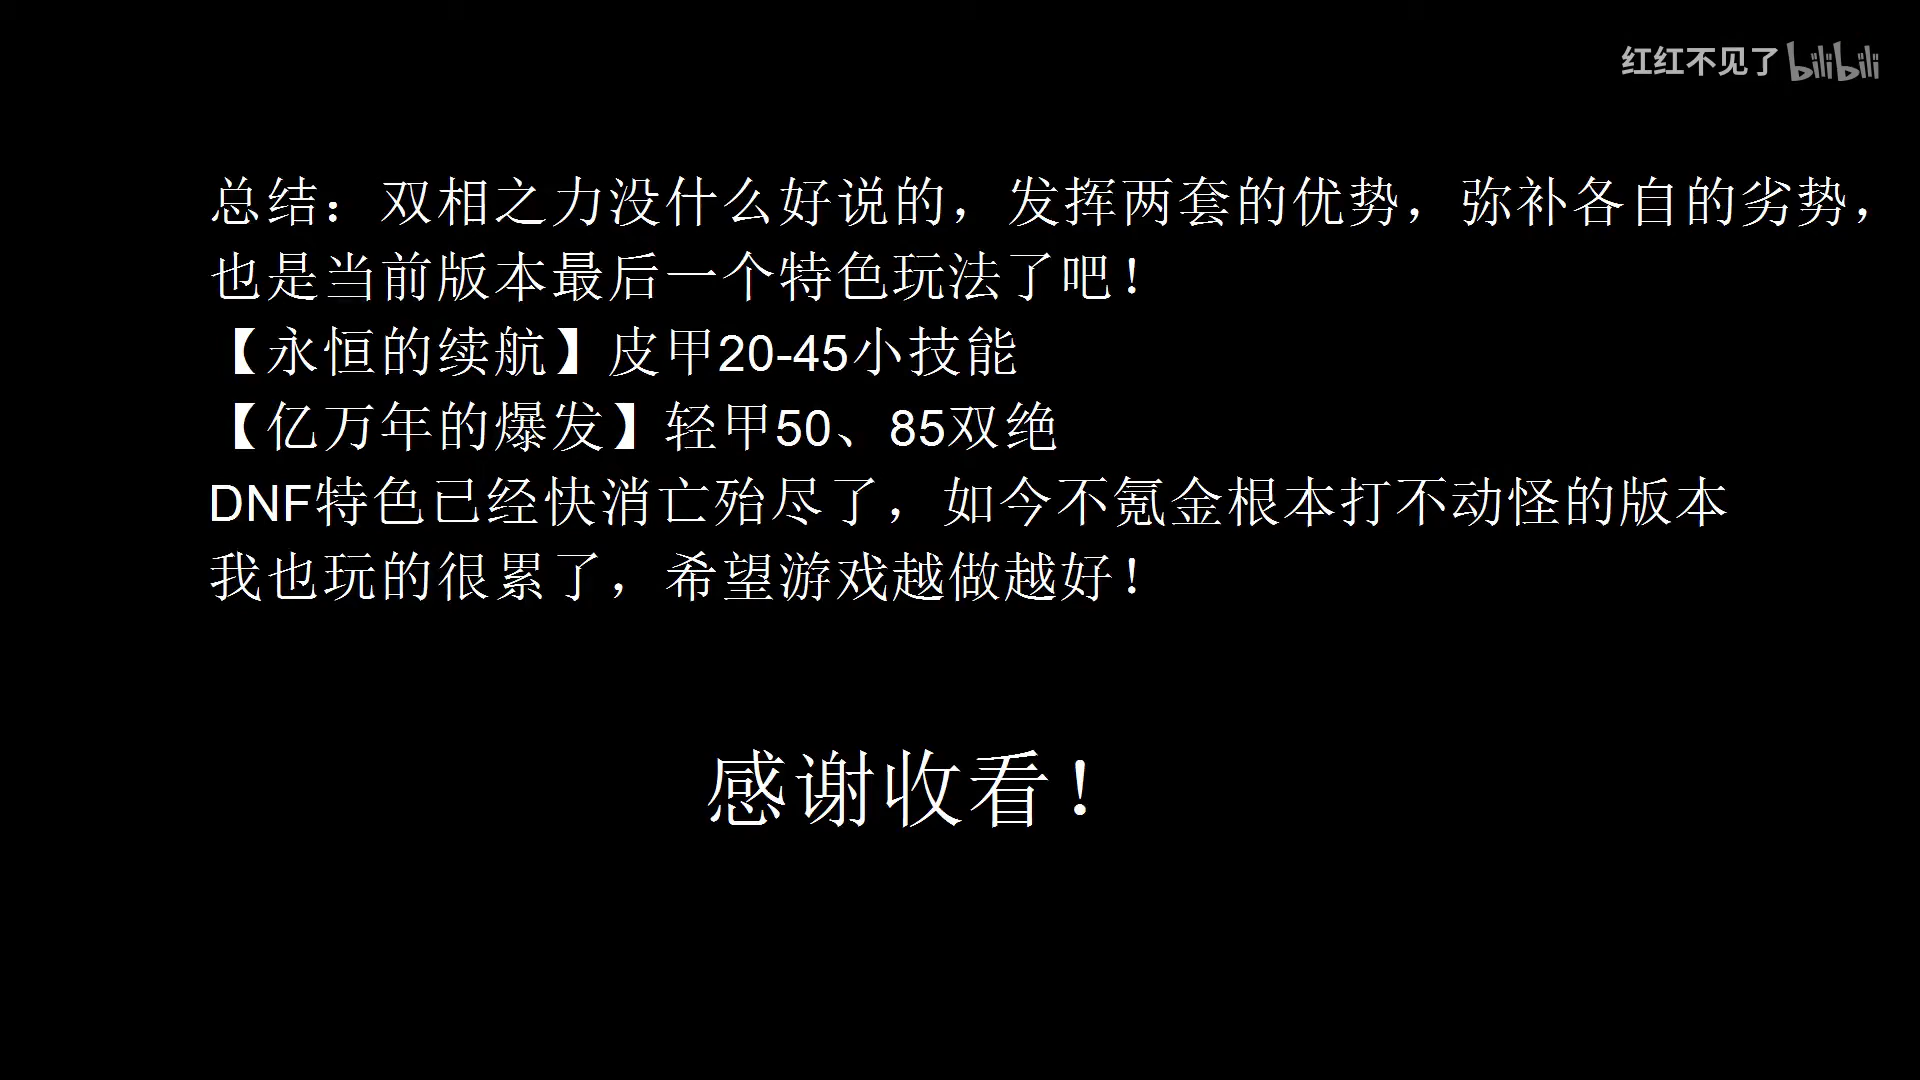 红红不见了 bilibili
总结：双相之力没什么好说的，发挥两套的优势，弥补各自的劣势，
也是当前版本最后一个特色玩法了吧！
【永恒的续航】皮甲20-45小技能
【亿万年的爆发】轻甲50、85双绝
DNF特色已经快消亡殆尽了，如今不氪金根本打不动怪的版本
我也玩的很累了，希望游戏越做越好！
感谢收看！